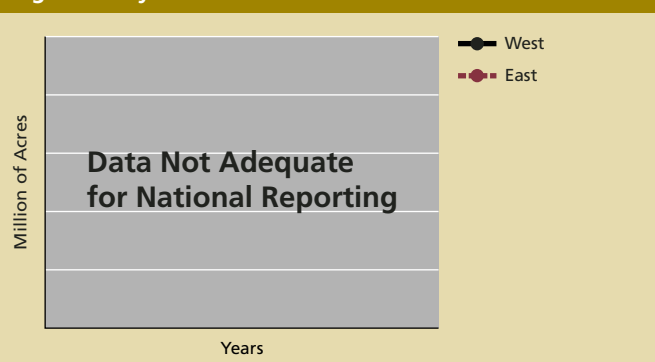 Million of Acres
Data Not Adequate
for National Reporting
Years
West
East